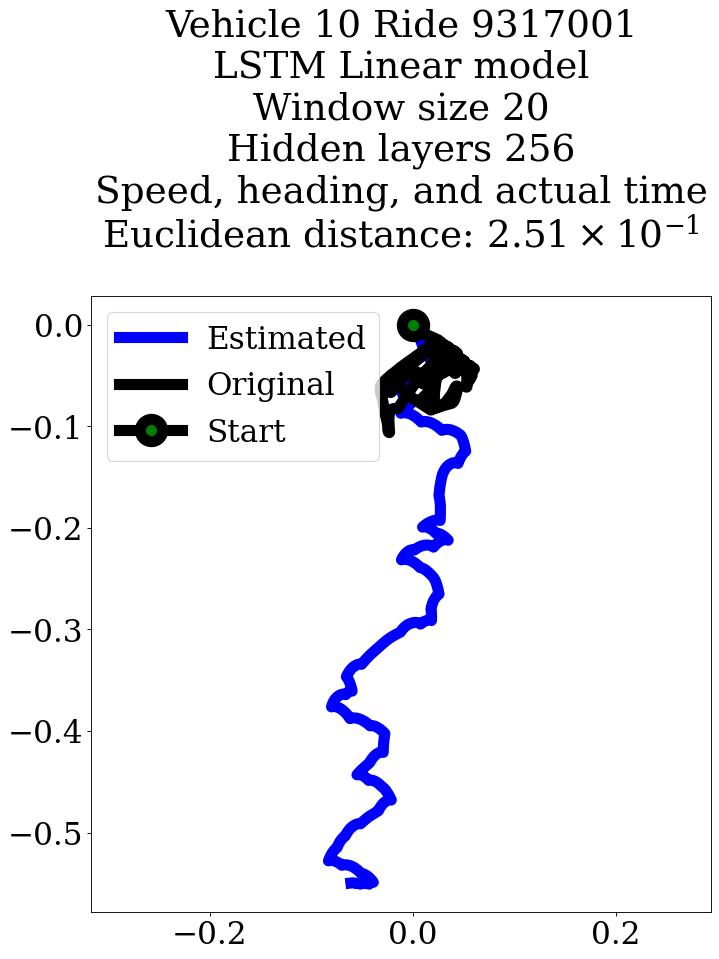 Vehicle 10 Ride 9317001
LSTM Linear model
Window size 20
Hidden layers 256
Speed, heading, and actual time
Euclidean distance: 2.51 × 10⁻¹
Estimated
Original
Start
0.0
−0.1
−0.2
−0.3
−0.4
−0.5
−0.2
0.0
0.2